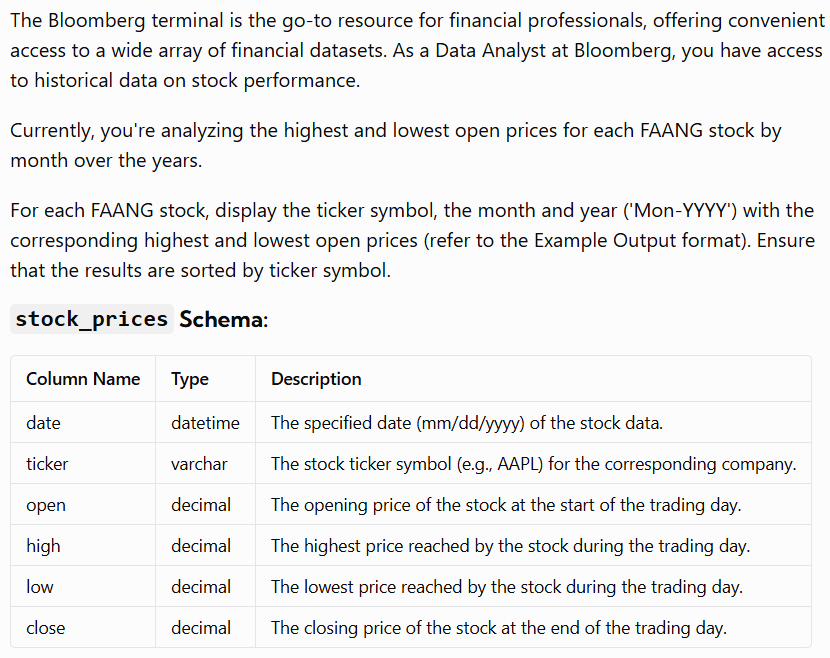 The Bloomberg terminal is the go-to resource for financial professionals, offering convenient
access to a wide array of financial datasets. As a Data Analyst at Bloomberg, you have access
to historical data on stock performance.
Currently, you're analyzing the highest and lowest open prices for each FAANG stock by
month over the years.
For each FAANG stock, display the ticker symbol, the month and year ('Mon-YYYY') with the
corresponding highest and lowest open prices (refer to the Example Output format). Ensure
that the results are sorted by ticker symbol.
stock_prices Schema:
Column Name Type Description
date datetime The specified date (mm/dd/yyyy) of the stock data.
ticker varchar The stock ticker symbol (e.g., AAPL) for the corresponding company.
open decimal The opening price of the stock at the start of the trading day.
high decimal The highest price reached by the stock during the trading day.
low decimal The lowest price reached by the stock during the trading day.
close decimal The closing price of the stock at the end of the trading day.